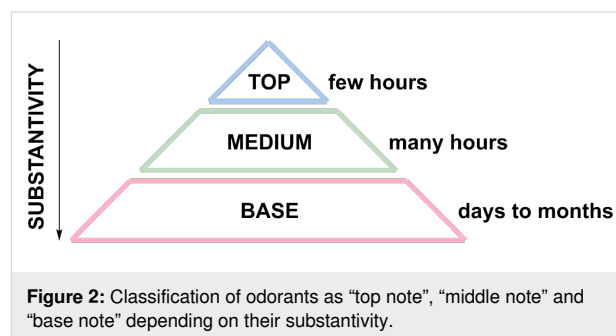 SUBSTANTIVITY
TOP few hours
MEDIUM many hours
BASE days to months
Figure 2: Classification of odorants as “top note”, “middle note” and
“base note” depending on their substantivity.